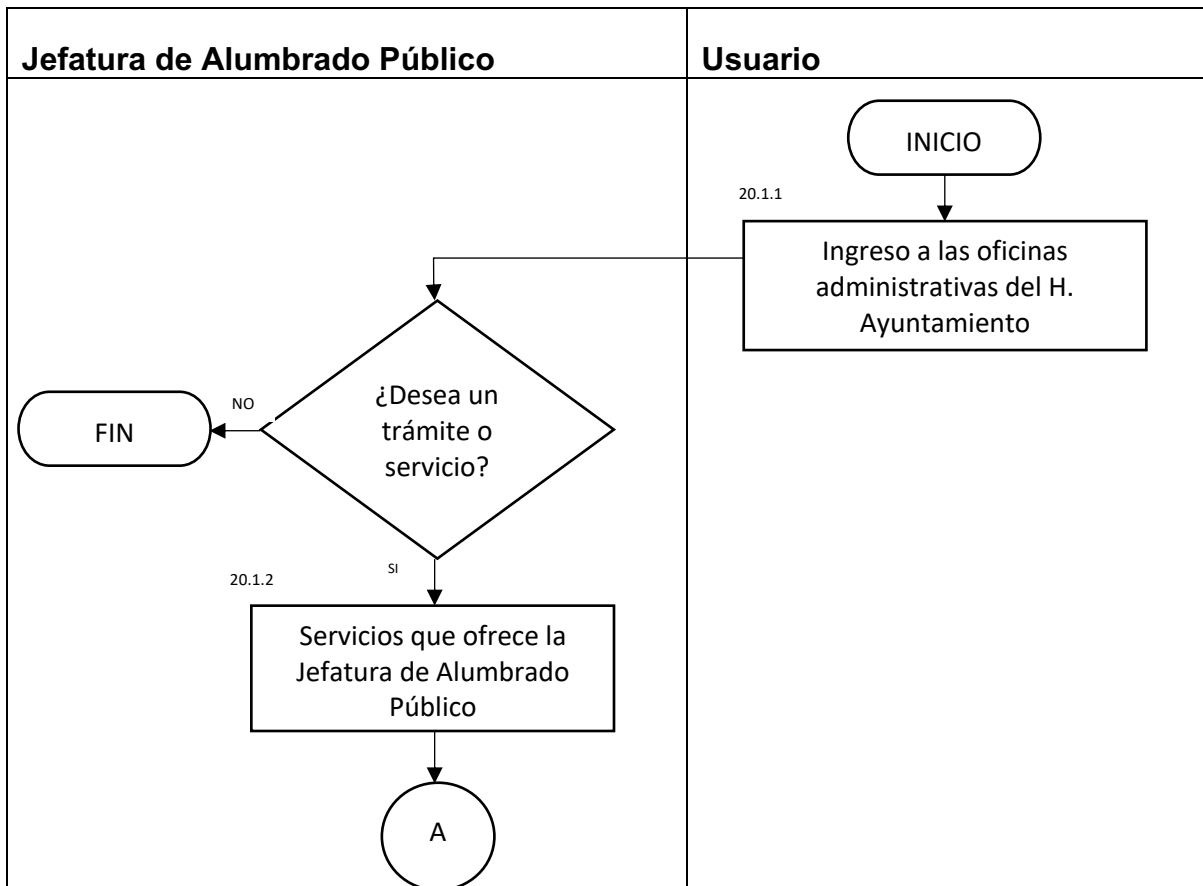 Jefatura de Alumbrado Público
Usuario
INICIO
20.1.1
Ingreso a las oficinas
administrativas del H.
Ayuntamiento
¿Desea un
trámite o
servicio?
NO
FIN
SI
20.1.2
Servicios que ofrece la
Jefatura de Alumbrado
Público
A